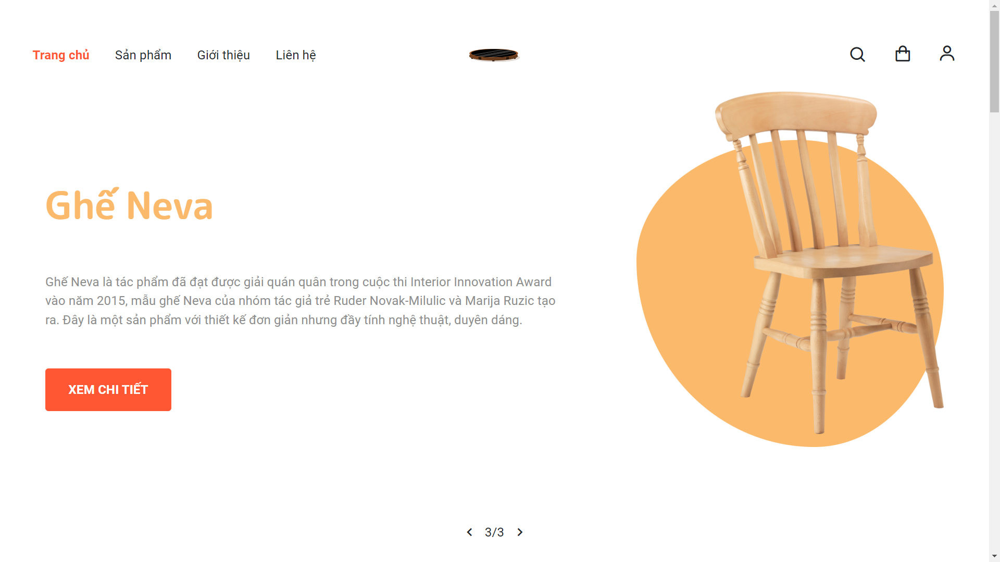 Trang chủ
Sản phẩm
Giới thiệu
Liên hệ
Ghế Neva
Ghế Neva là tác phẩm đã đạt được giải quán quân trong cuộc thi Interior Innovation Award
vào năm 2015, mẫu ghế Neva của nhóm tác giả trẻ Ruder Novak-Milulic và Marija Ruzic tạo
ra. Đây là một sản phẩm với thiết kế đơn giản nhưng đầy tính nghệ thuật, duyên dáng.
XEM CHI TIẾT
3/3